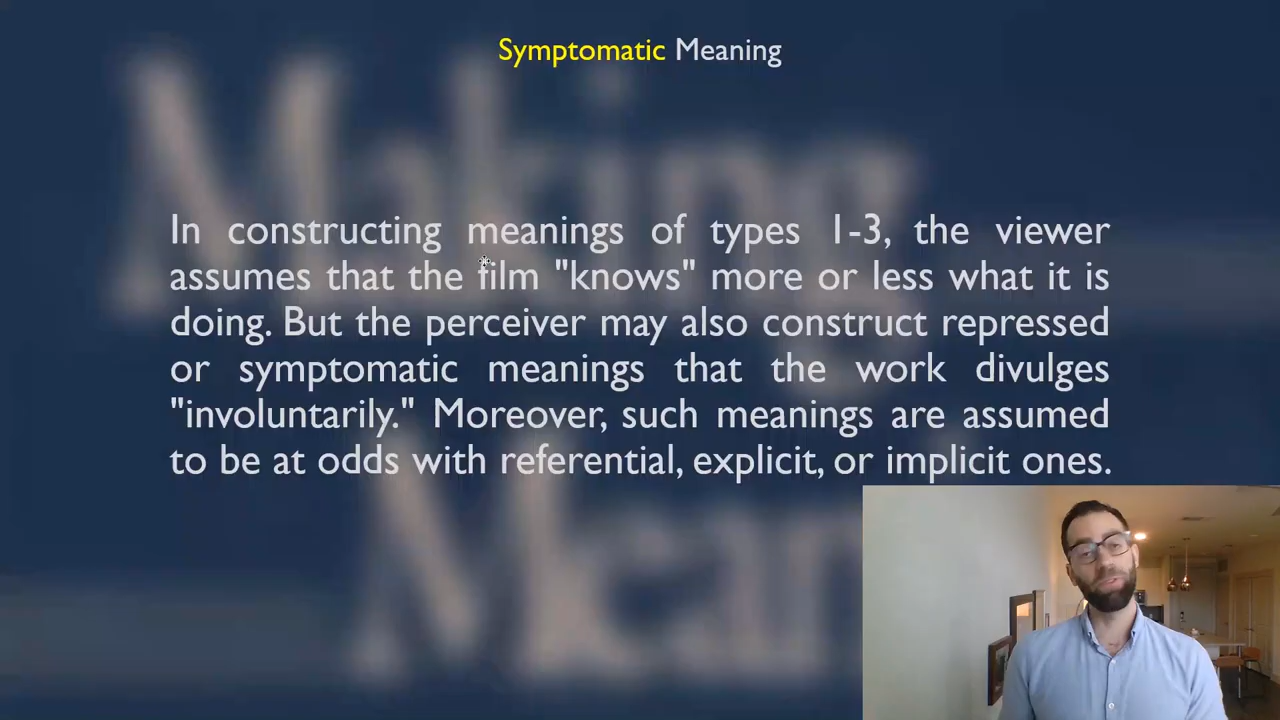 Symptomatic Meaning
In constructing meanings of types 1-3, the viewer
assumes that the film "knows" more or less what it is
doing. But the perceiver may also construct repressed
or symptomatic meanings that the work divulges
"involuntarily." Moreover, such meanings are assumed
to be at odds with referential, explicit, or implicit ones.
Making
Mean